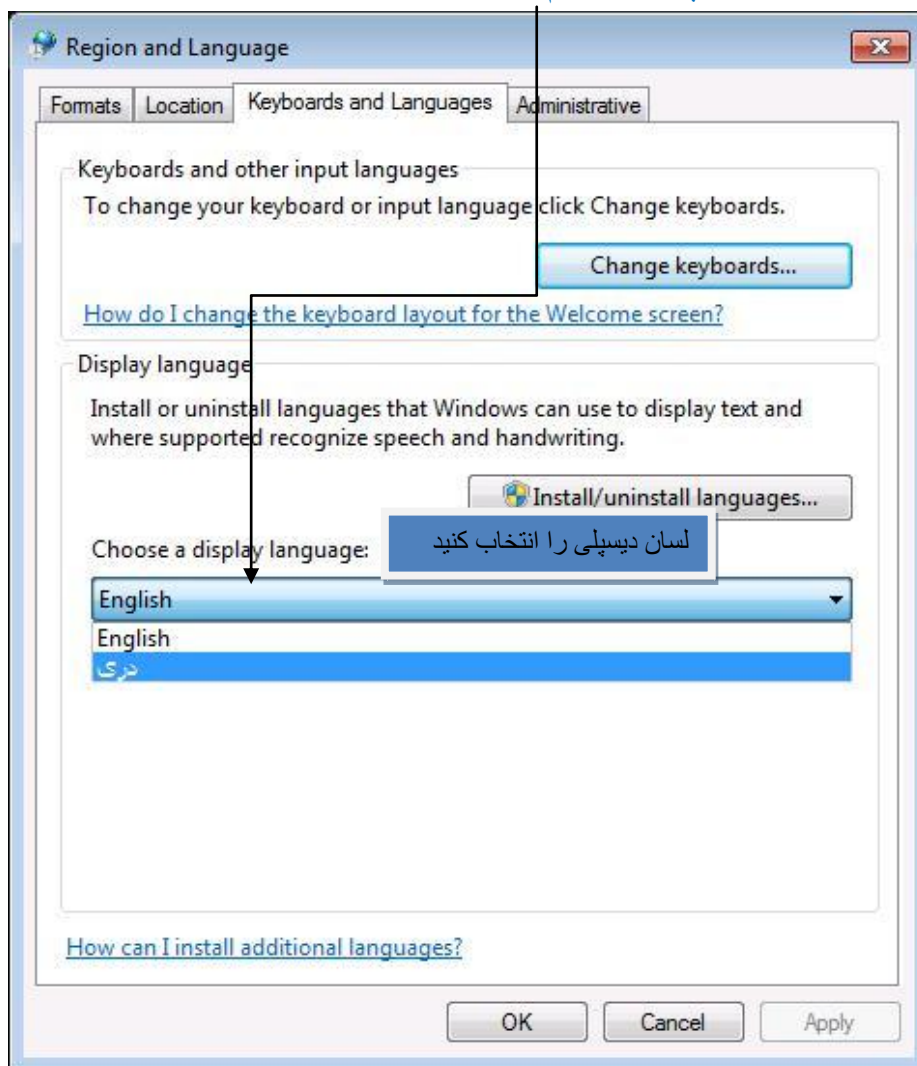 Region and Language
Formats Location Keyboards and Languages Administrative
Keyboards and other input languages
To change your keyboard or input language click Change keyboards.
Change keyboards...
How do I change the keyboard layout for the Welcome screen?
Display language
Install or uninstall languages that Windows can use to display text and
where supported recognize speech and handwriting.
Install/uninstall languages...
لسان دیسپلی را انتخاب کنید
Choose a display language:
English
English
دری
How can I install additional languages?
OK Cancel Apply